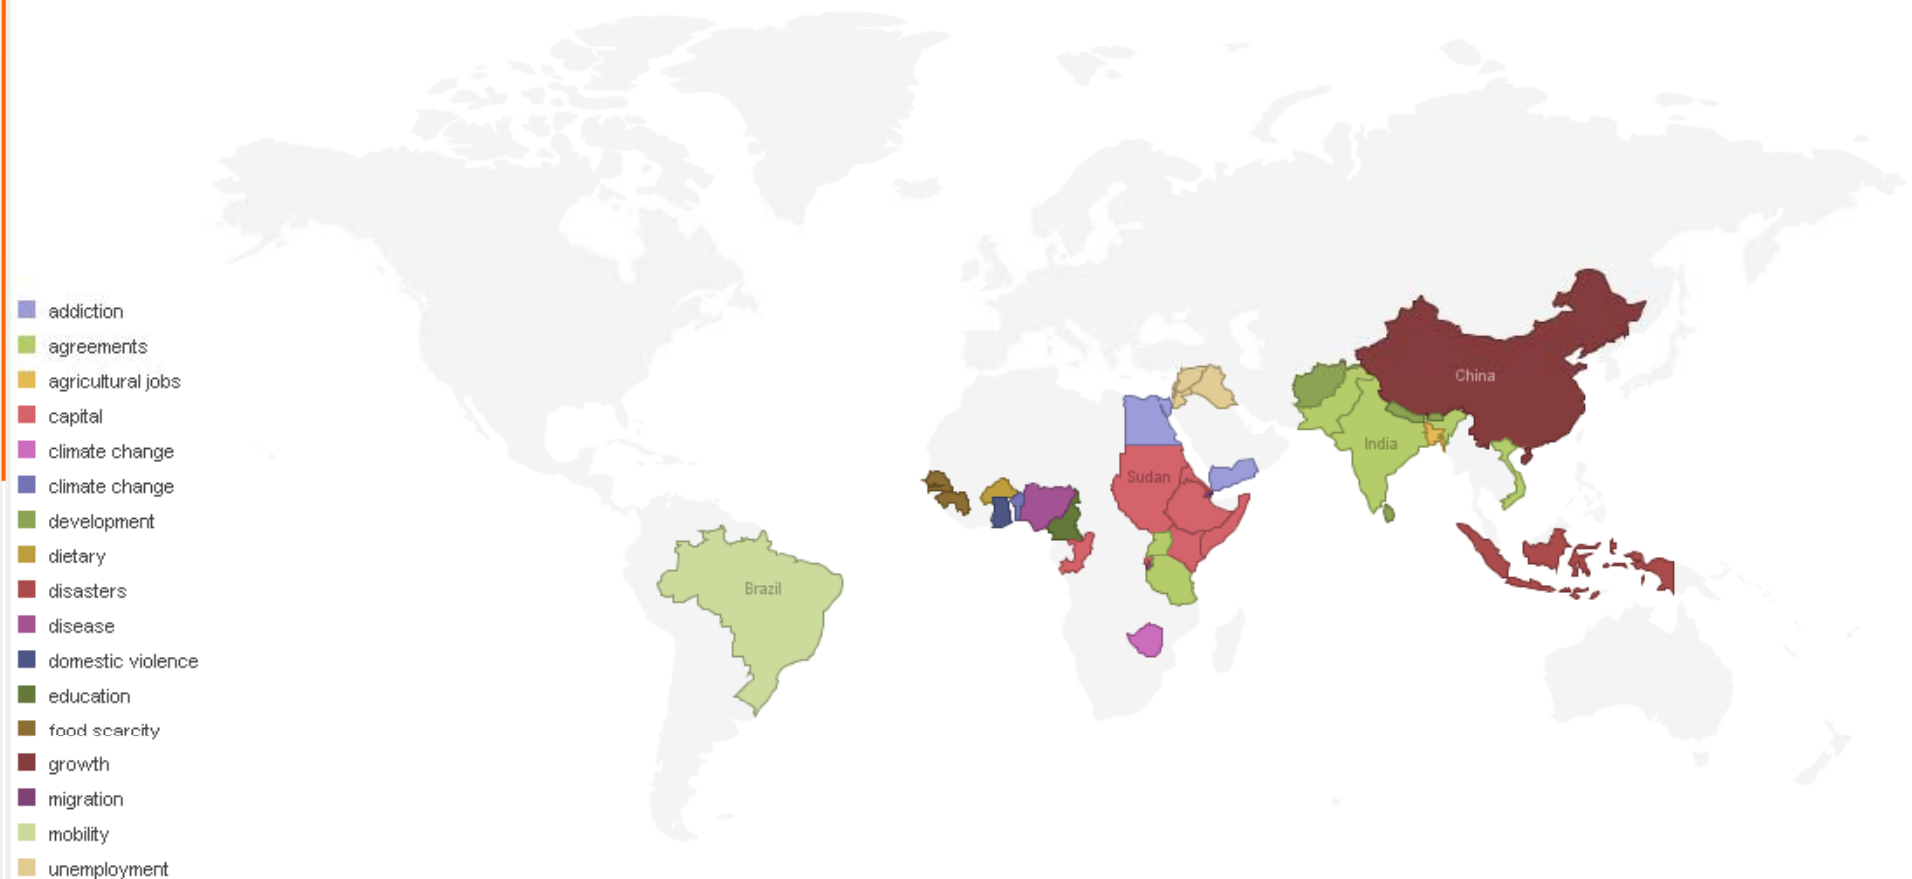 addiction
agreements
agricultural jobs
capital
climate change
climate change
development
dietary
disasters
disease
domestic violence
education
food scarcity
growth
migration
mobility
unemployment
China
India
Sudan
Brazil